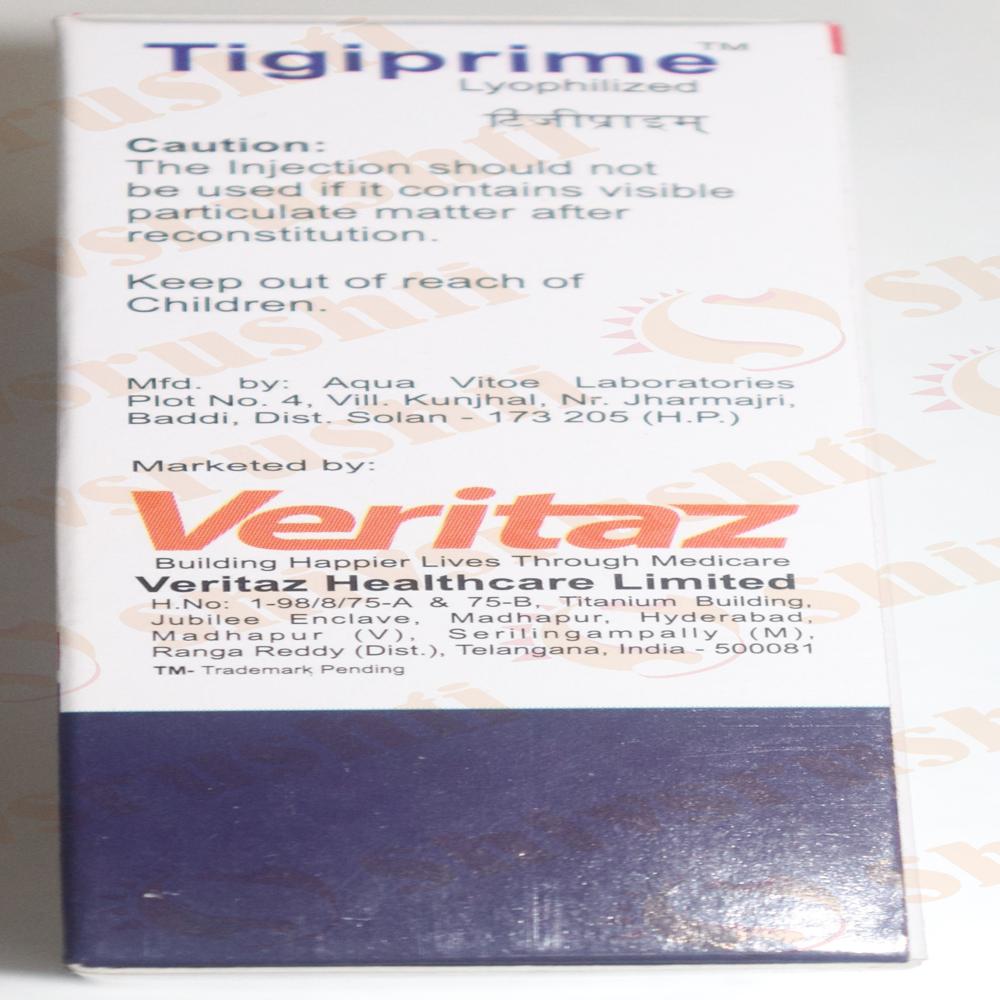 Tigiprime™
Lyophilized
टिजीप्राइम्
Caution:
The Injection should not
be used if it contains visible
particulate matter after
reconstitution.
Keep out of reach of
Children.
Mfd. by: Aqua Vitoe Laboratories
Plot No. 4, Vill. Kunjhal, Nr. Jharmajri,
Baddi, Dist. Solan - 173 205 (H.P.)
Marketed by:
Veritaz
Building Happier Lives Through Medicare
Veritaz Healthcare Limited
H.No: 1-98/8/75-A & 75-B, Titanium Building,
Jubilee Enclave, Madhapur, Hyderabad,
Madhapur (V), Serilingampally (M),
Ranga Reddy (Dist.), Telangana, India - 500081
TM- Trademark Pending